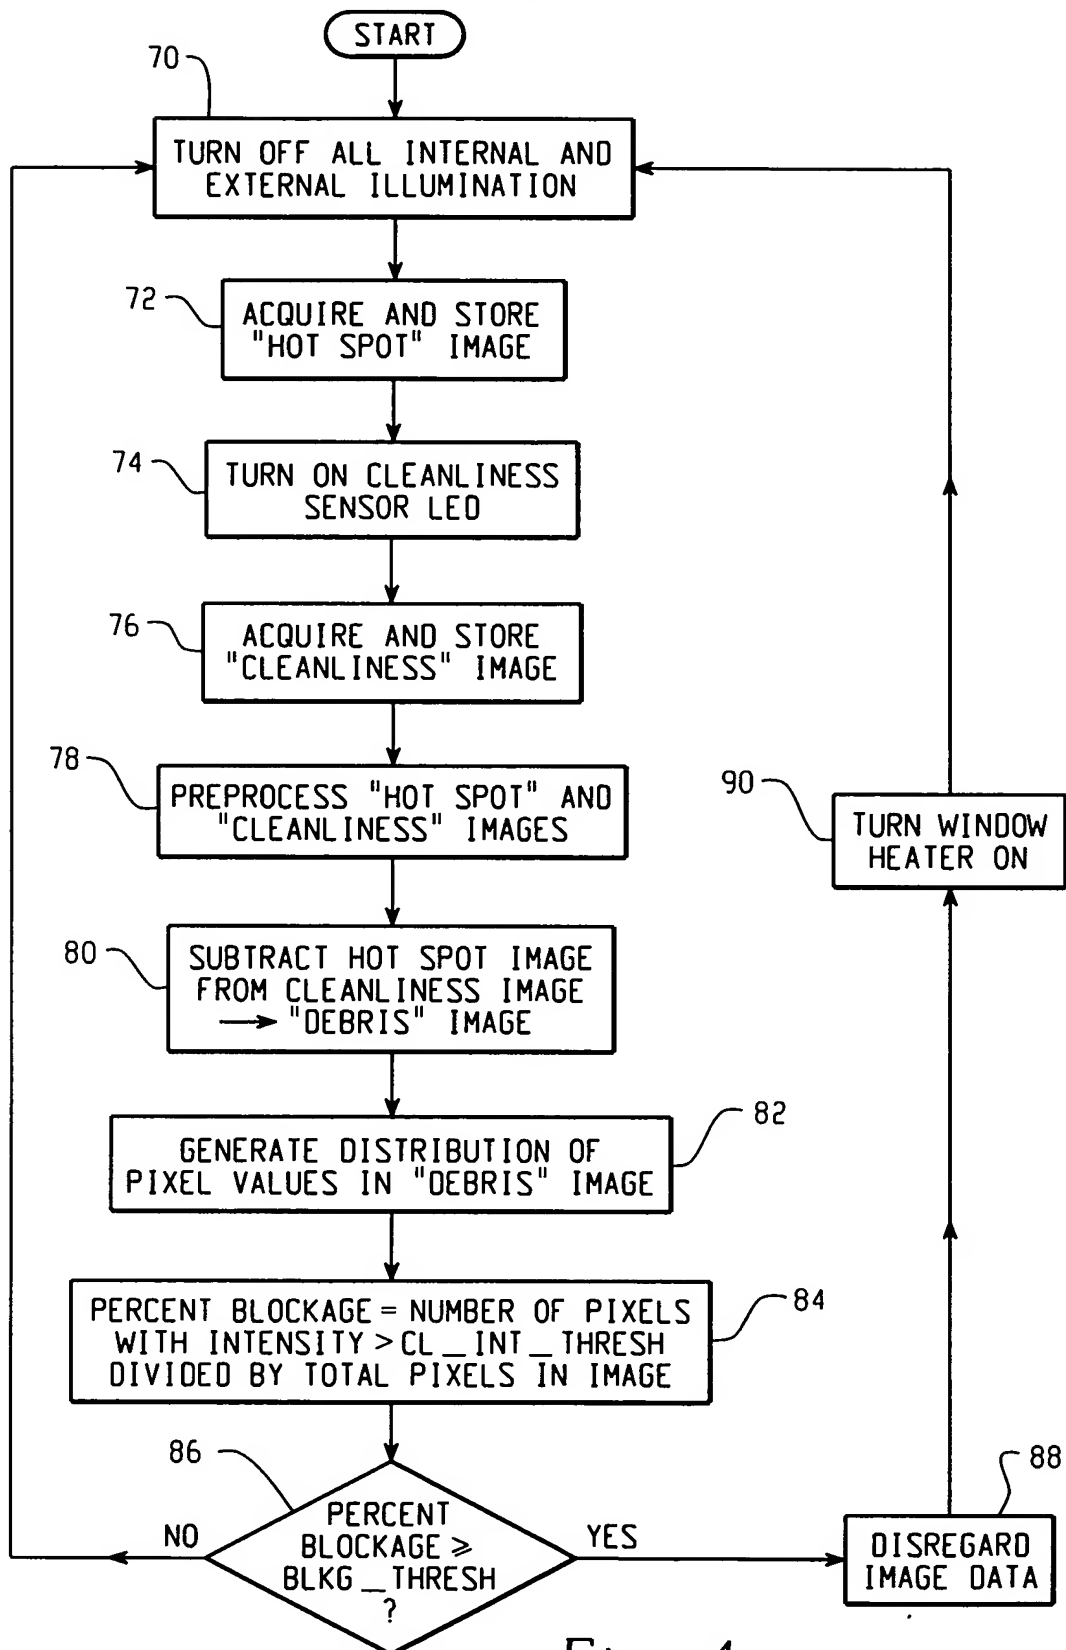 START
70
TURN OFF ALL INTERNAL AND
EXTERNAL ILLUMINATION
72
ACQUIRE AND STORE
"HOT SPOT" IMAGE
74
TURN ON CLEANLINESS
SENSOR LED
76
ACQUIRE AND STORE
"CLEANLINESS" IMAGE
78
PREPROCESS "HOT SPOT" AND
"CLEANLINESS" IMAGES
90
TURN WINDOW
HEATER ON
80
SUBTRACT HOT SPOT IMAGE
FROM CLEANLINESS IMAGE
→ "DEBRIS" IMAGE
82
GENERATE DISTRIBUTION OF
PIXEL VALUES IN "DEBRIS" IMAGE
84
PERCENT BLOCKAGE = NUMBER OF PIXELS
WITH INTENSITY > CL_INT_THRESH
DIVIDED BY TOTAL PIXELS IN IMAGE
86
PERCENT
BLOCKAGE ⩾
BLKG_THRESH
?
NO
YES
88
DISREGARD
IMAGE DATA